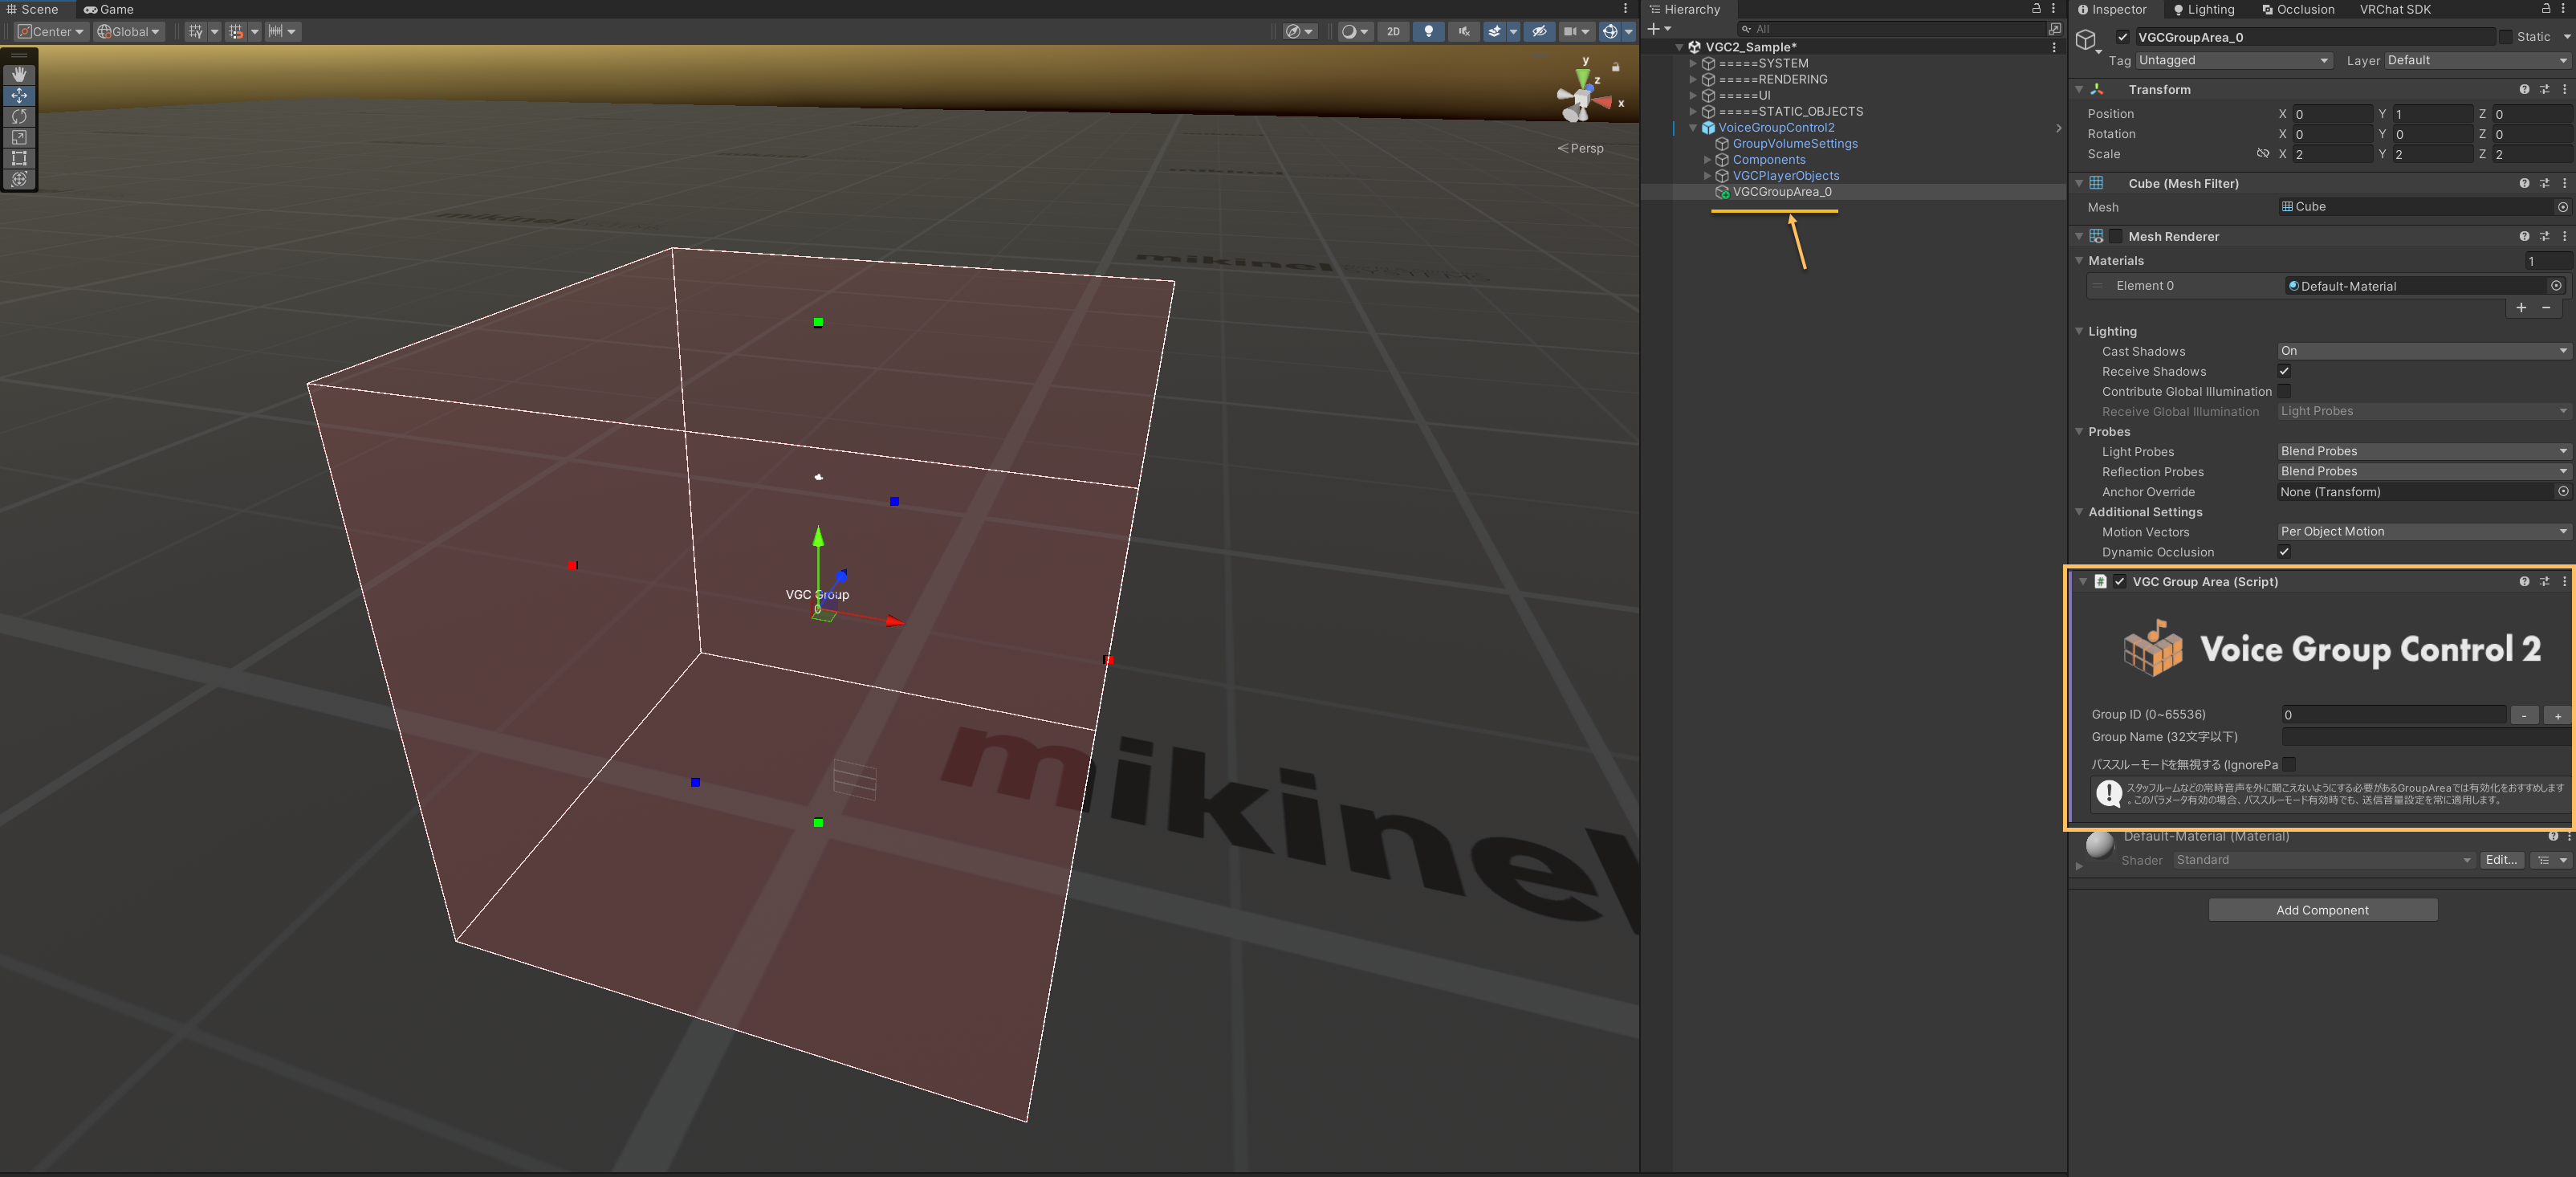 Scene
Game
Center
Global
2D
y
z
x
Persp
mikinel
mikinel
VGC Group
0
mikinel
Hierarchy
All
VGC2_Sample*
=====SYSTEM
=====RENDERING
=====UI
=====STATIC_OBJECTS
VoiceGroupControl2
GroupVolumeSettings
Components
VGCPlayerObjects
VGCGroupArea_0
Inspector Lighting Occlusion VRChat SDK
VGCGroupArea_0 Static
Tag Untagged Layer Default
Transform
Position X 0 Y 1 Z 0
Rotation X 0 Y 0 Z 0
Scale X 2 Y 2 Z 2
Cube (Mesh Filter)
Mesh Cube
Mesh Renderer
Materials 1
Element 0 Default-Material
Lighting
Cast Shadows On
Receive Shadows
Contribute Global Illumination
Receive Global Illumination Light Probes
Probes
Light Probes Blend Probes
Reflection Probes Blend Probes
Anchor Override None (Transform)
Additional Settings
Motion Vectors Per Object Motion
Dynamic Occlusion
VGC Group Area (Script)
Voice Group Control 2
Group ID (0~65536) 0 - +
Group Name (32文字以下)
パススルーモードを無視する (IgnorePa
スタッフルームなどの常時音声を外に聞こえないようにする必要があるGroupAreaでは有効化をおすすめします
。このパラメータ有効の場合、パススルーモード有効時でも、送信音量設定を常に適用します。
Default-Material (Material)
Shader Standard Edit...
Add Component